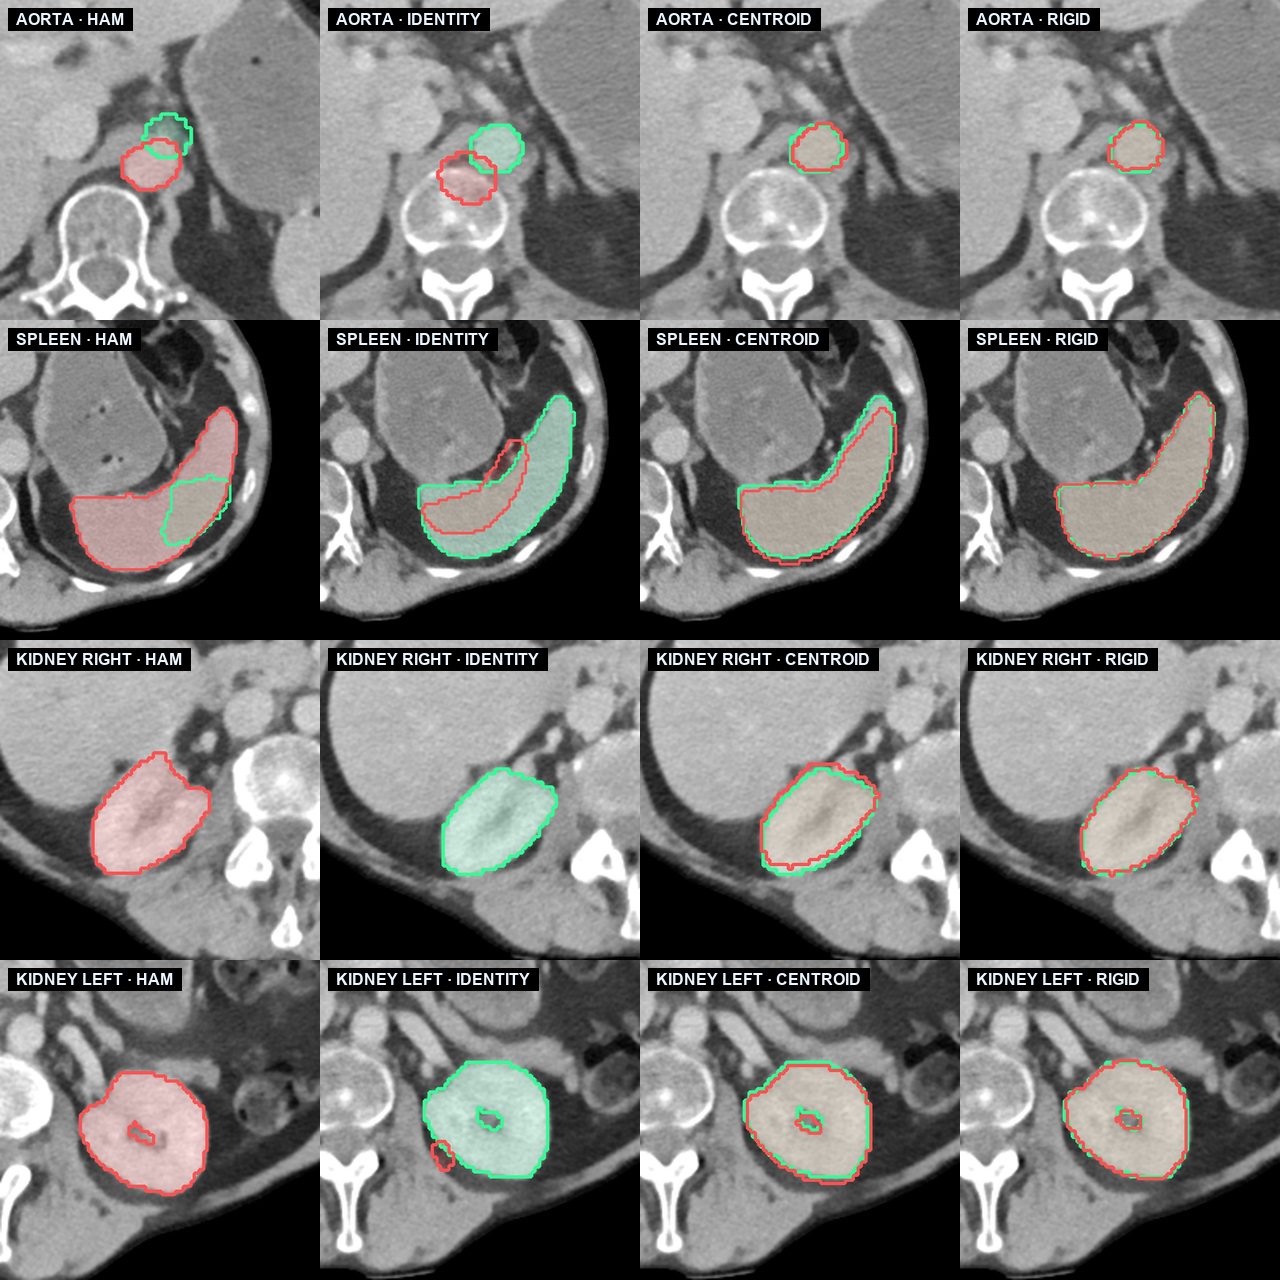 AORTA · HAM
AORTA · IDENTITY
AORTA · CENTROID
AORTA · RIGID
SPLEEN · HAM
SPLEEN · IDENTITY
SPLEEN · CENTROID
SPLEEN · RIGID
KIDNEY RIGHT · HAM
KIDNEY RIGHT · IDENTITY
KIDNEY RIGHT · CENTROID
KIDNEY RIGHT · RIGID
KIDNEY LEFT · HAM
KIDNEY LEFT · IDENTITY
KIDNEY LEFT · CENTROID
KIDNEY LEFT · RIGID